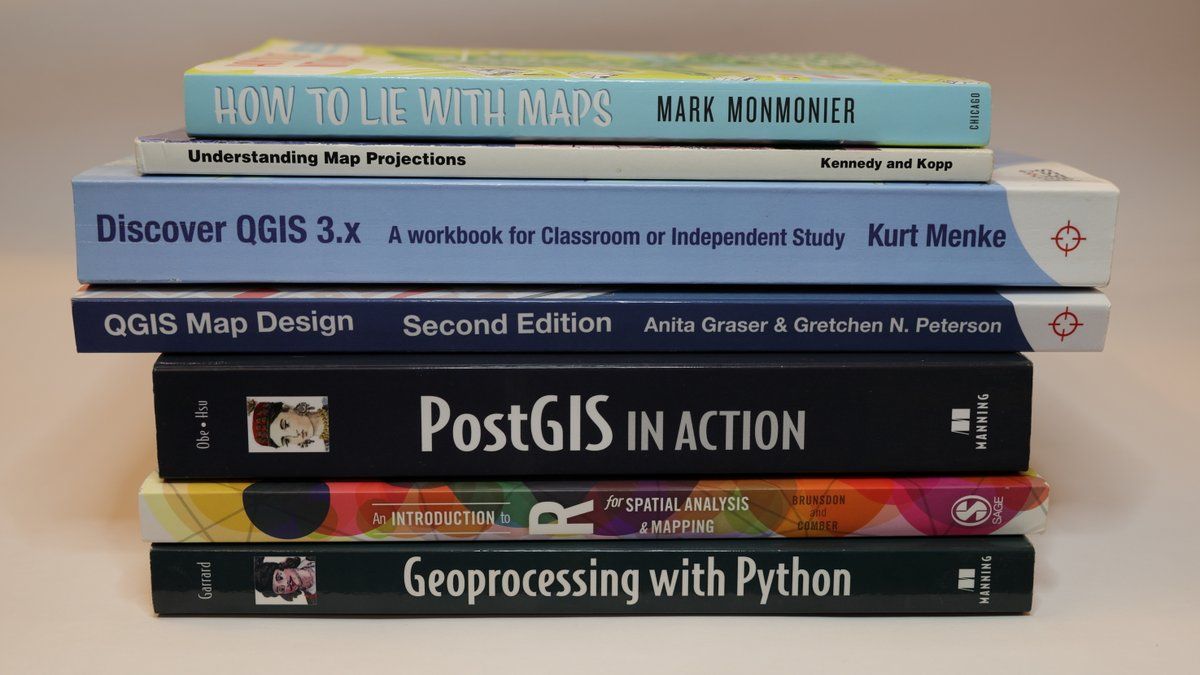 HOW TO LIE WITH MAPS MARK MONMONIER CHICAGO
Understanding Map Projections Kennedy and Kopp
Discover QGIS 3.x A workbook for Classroom or Independent Study Kurt Menke
QGIS Map Design Second Edition Anita Graser & Gretchen N. Peterson
Obe • Hsu PostGIS IN ACTION MANNING
An INTRODUCTION to R for SPATIAL ANALYSIS
& MAPPING
BRUNSDON
and
COMBER
SAGE
Garrard Geoprocessing with Python MANNING